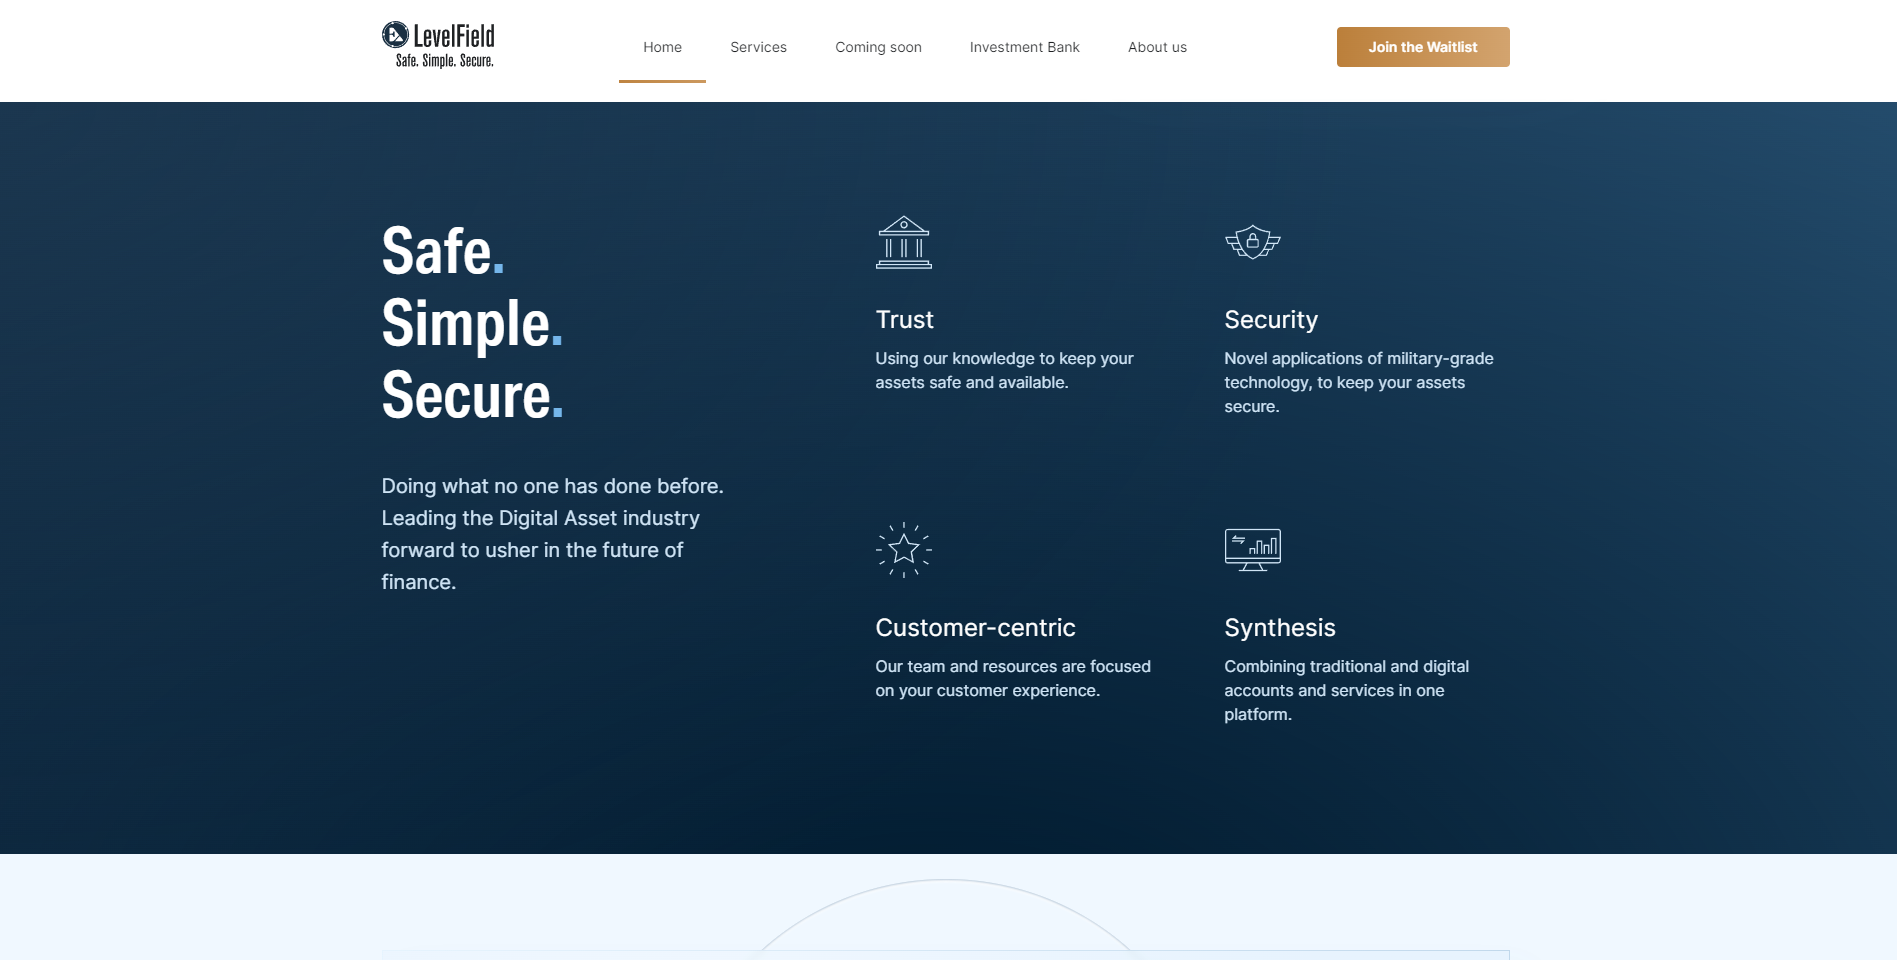 LevelField
Safe. Simple. Secure.
Home
Services
Coming soon
Investment Bank
About us
Join the Waitlist
Safe.
Simple.
Secure.
Doing what no one has done before.
Leading the Digital Asset industry
forward to usher in the future of
finance.
Trust
Using our knowledge to keep your
assets safe and available.
Security
Novel applications of military-grade
technology, to keep your assets
secure.
Customer-centric
Our team and resources are focused
on your customer experience.
Synthesis
Combining traditional and digital
accounts and services in one
platform.